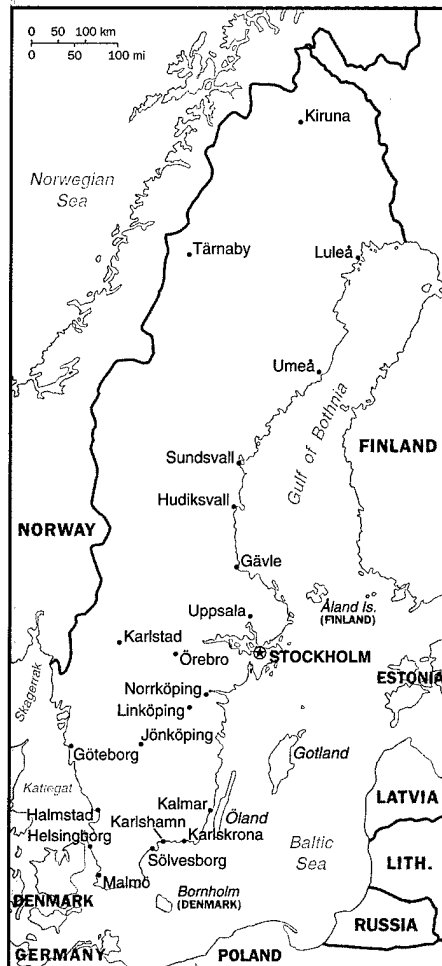 0 50 100 km
0 50 100 mi
Kiruna
Norwegian
Sea
Tärnaby
Luleå
Umeå
Gulf of Bothnia
FINLAND
Sundsvall
Hudiksvall
NORWAY
Gävle
Åland Is.
(FINLAND)
Uppsala
Karlstad
Örebro
STOCKHOLM
ESTONIA
Skagerrak
Norrköping
Linköping
Jönköping
Göteborg
Gotland
Kattegat
LATVIA
Kalmar
Öland
Halmstad
Karlshamn
Helsingborg
Karlskrona
Baltic
Sea
Sölvesborg
LITH.
Malmö
Bornholm
(DENMARK)
DENMARK
RUSSIA
GERMANY
POLAND